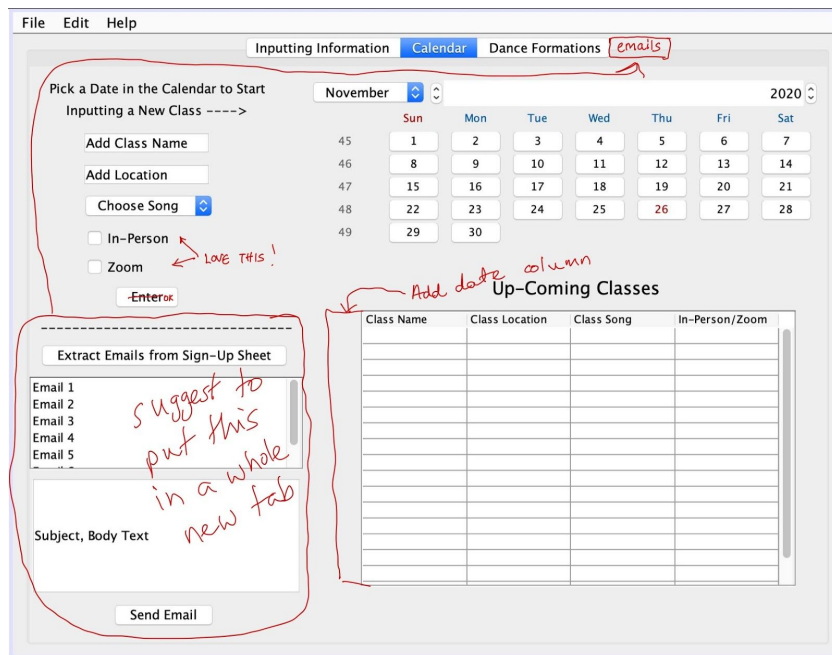 File Edit Help
Inputting Information Calendar Dance Formations emails
Pick a Date in the Calendar to Start
Inputting a New Class ---->
Add Class Name
Add Location
Choose Song
In-Person
Zoom
LOVE THIS!
Enter OK
November 2020
Sun Mon Tue Wed Thu Fri Sat
45 1 2 3 4 5 6 7
46 8 9 10 11 12 13 14
47 15 16 17 18 19 20 21
48 22 23 24 25 26 27 28
49 29 30
Add date column
Up-Coming Classes
Class Name Class Location Class Song In-Person/Zoom
Extract Emails from Sign-Up Sheet
Email 1
Email 2
Email 3
Email 4
Email 5
suggest to
put this
in a whole
new tab
Subject, Body Text
Send Email